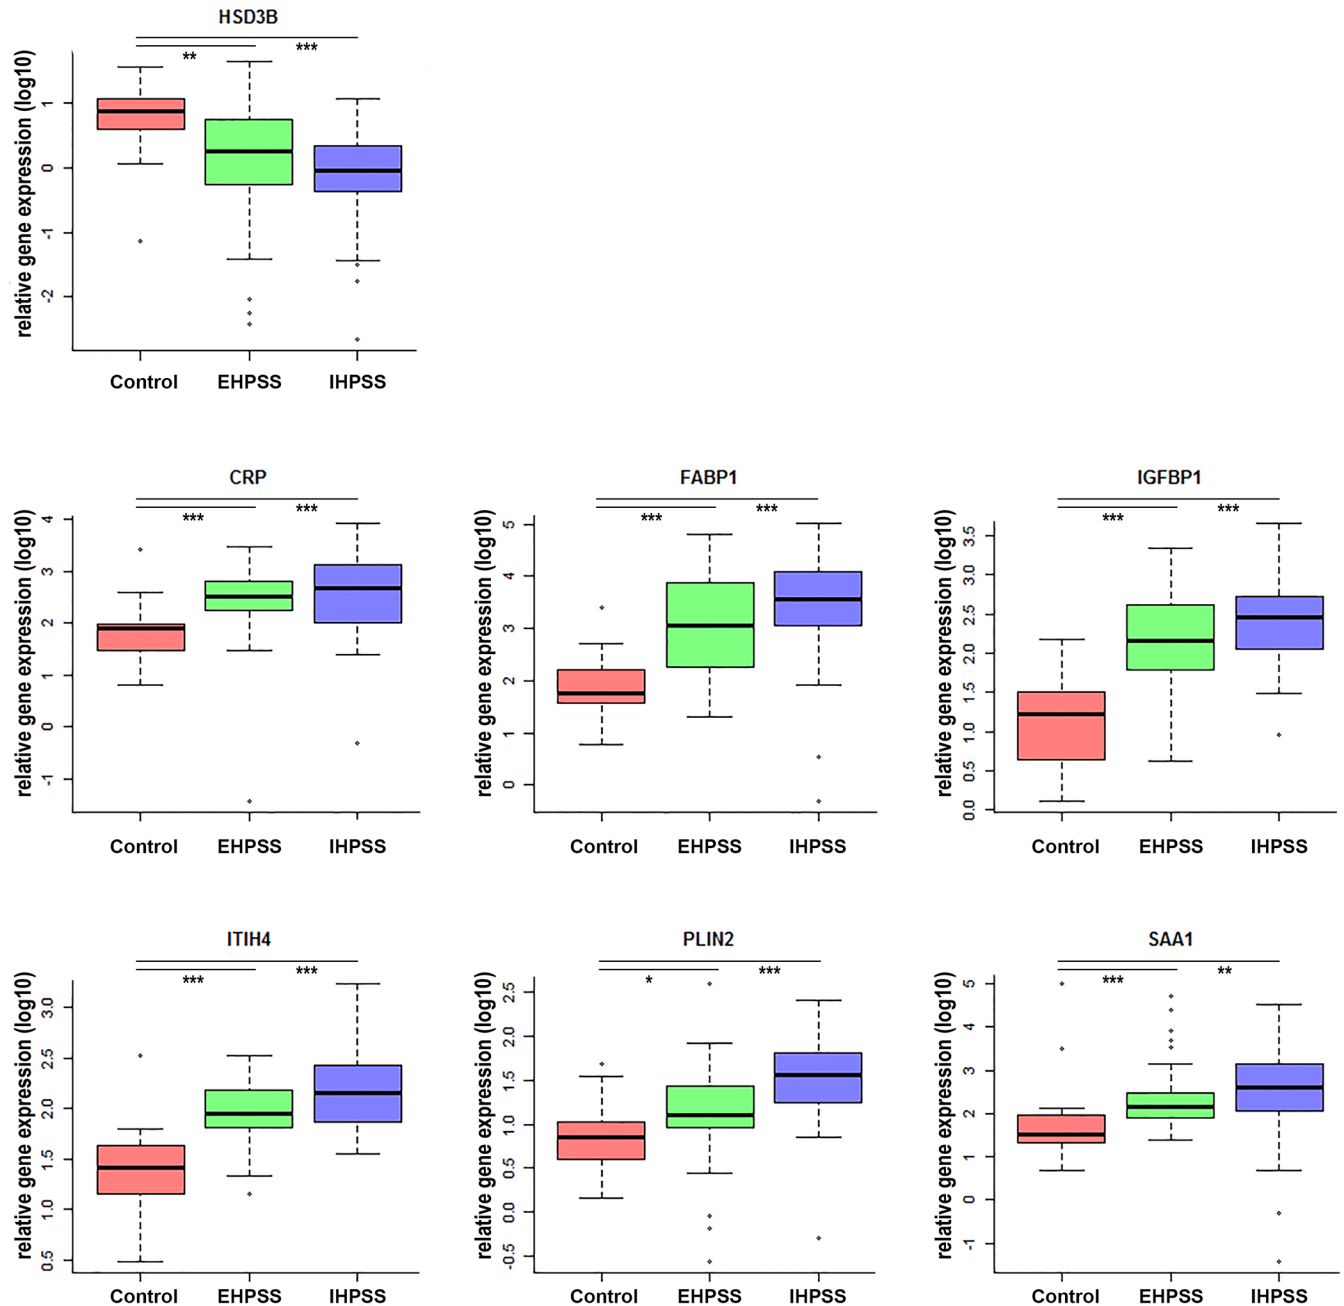 HSD3B
** ***
relative gene expression (log10)
1
0
-1
-2
Control EHPSS IHPSS
CRP
*** ***
relative gene expression (log10)
4
3
2
1
0
-1
Control EHPSS IHPSS
FABP1
*** ***
relative gene expression (log10)
5
4
3
2
1
0
Control EHPSS IHPSS
IGFBP1
*** ***
relative gene expression (log10)
3.5
3.0
2.5
2.0
1.5
1.0
0.5
0.0
Control EHPSS IHPSS
ITIH4
*** ***
relative gene expression (log10)
3.0
2.5
2.0
1.5
1.0
0.5
Control EHPSS IHPSS
PLIN2
* ***
relative gene expression (log10)
2.5
2.0
1.5
1.0
0.5
0.0
-0.5
Control EHPSS IHPSS
SAA1
*** **
relative gene expression (log10)
5
4
3
2
1
0
-1
Control EHPSS IHPSS